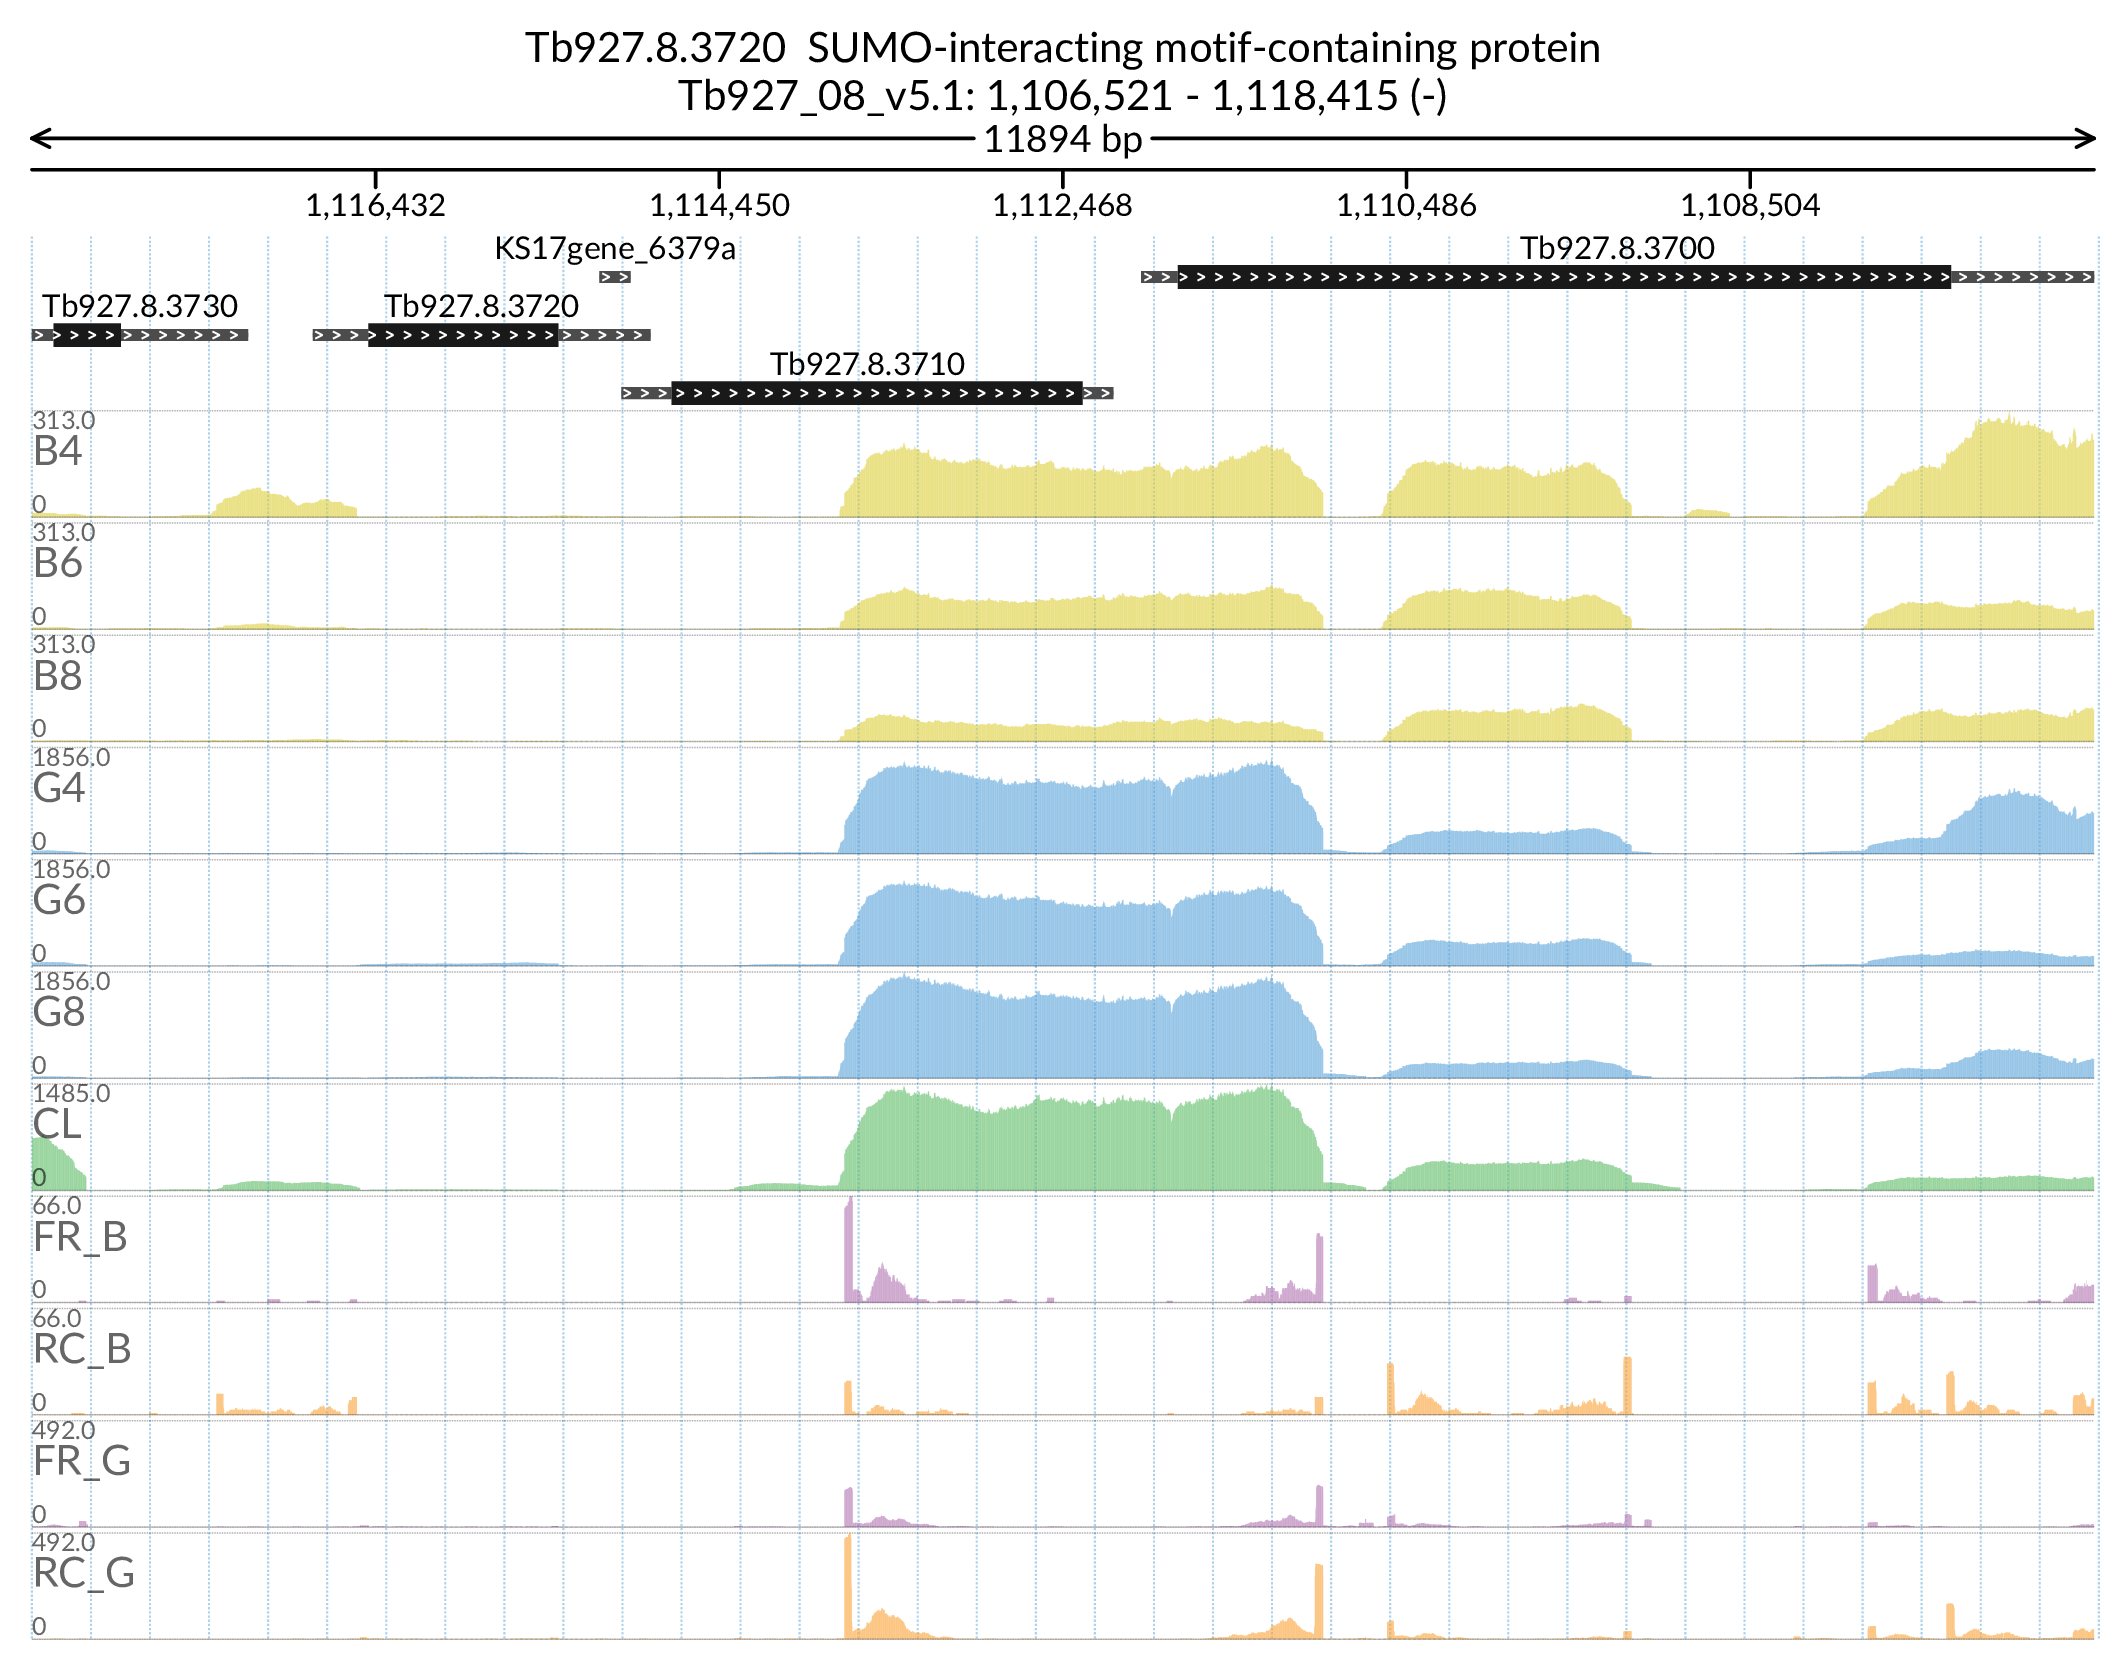 Tb927.8.3720  SUMO-interacting motif-containing protein
Tb927_08_v5.1: 1,106,521 - 1,118,415 (-)
11894 bp
1,116,432 1,114,450 1,112,468 1,110,486 1,108,504
KS17gene_6379a Tb927.8.3700
Tb927.8.3730 Tb927.8.3720
Tb927.8.3710
313.0
B4
0
313.0
B6
0
313.0
B8
0
1856.0
G4
0
1856.0
G6
0
1856.0
G8
0
1485.0
CL
0
66.0
FR_B
0
66.0
RC_B
0
492.0
FR_G
0
492.0
RC_G
0